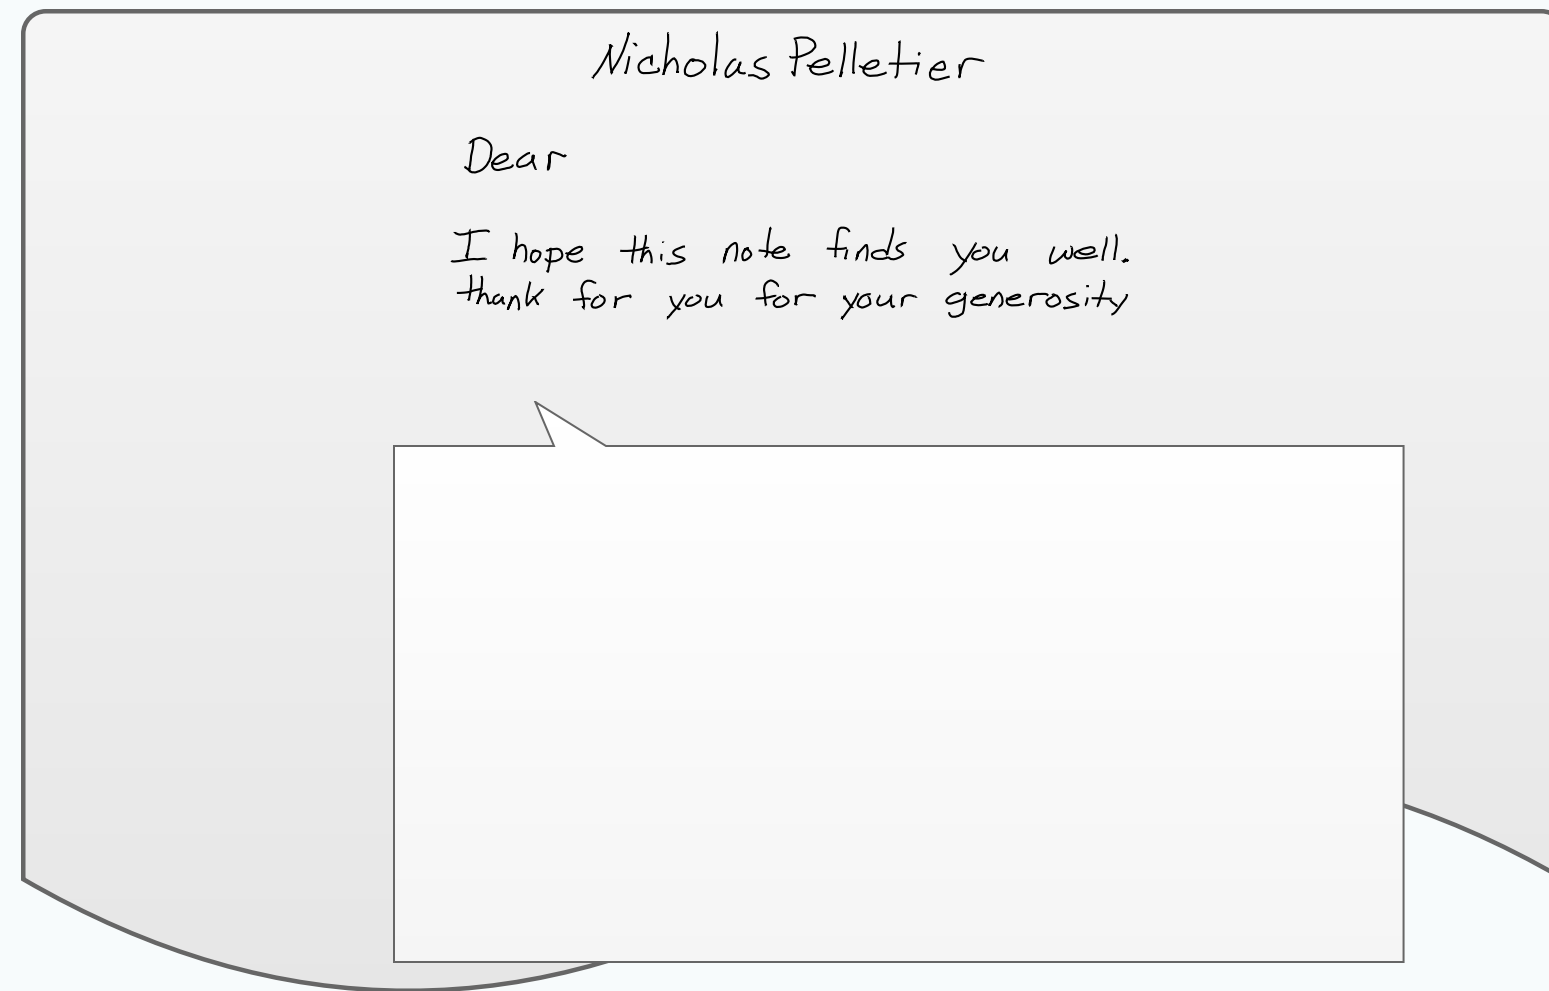 Nicholas Pelletier
Dear
I hope this note finds you well.
thank for you for your generosity